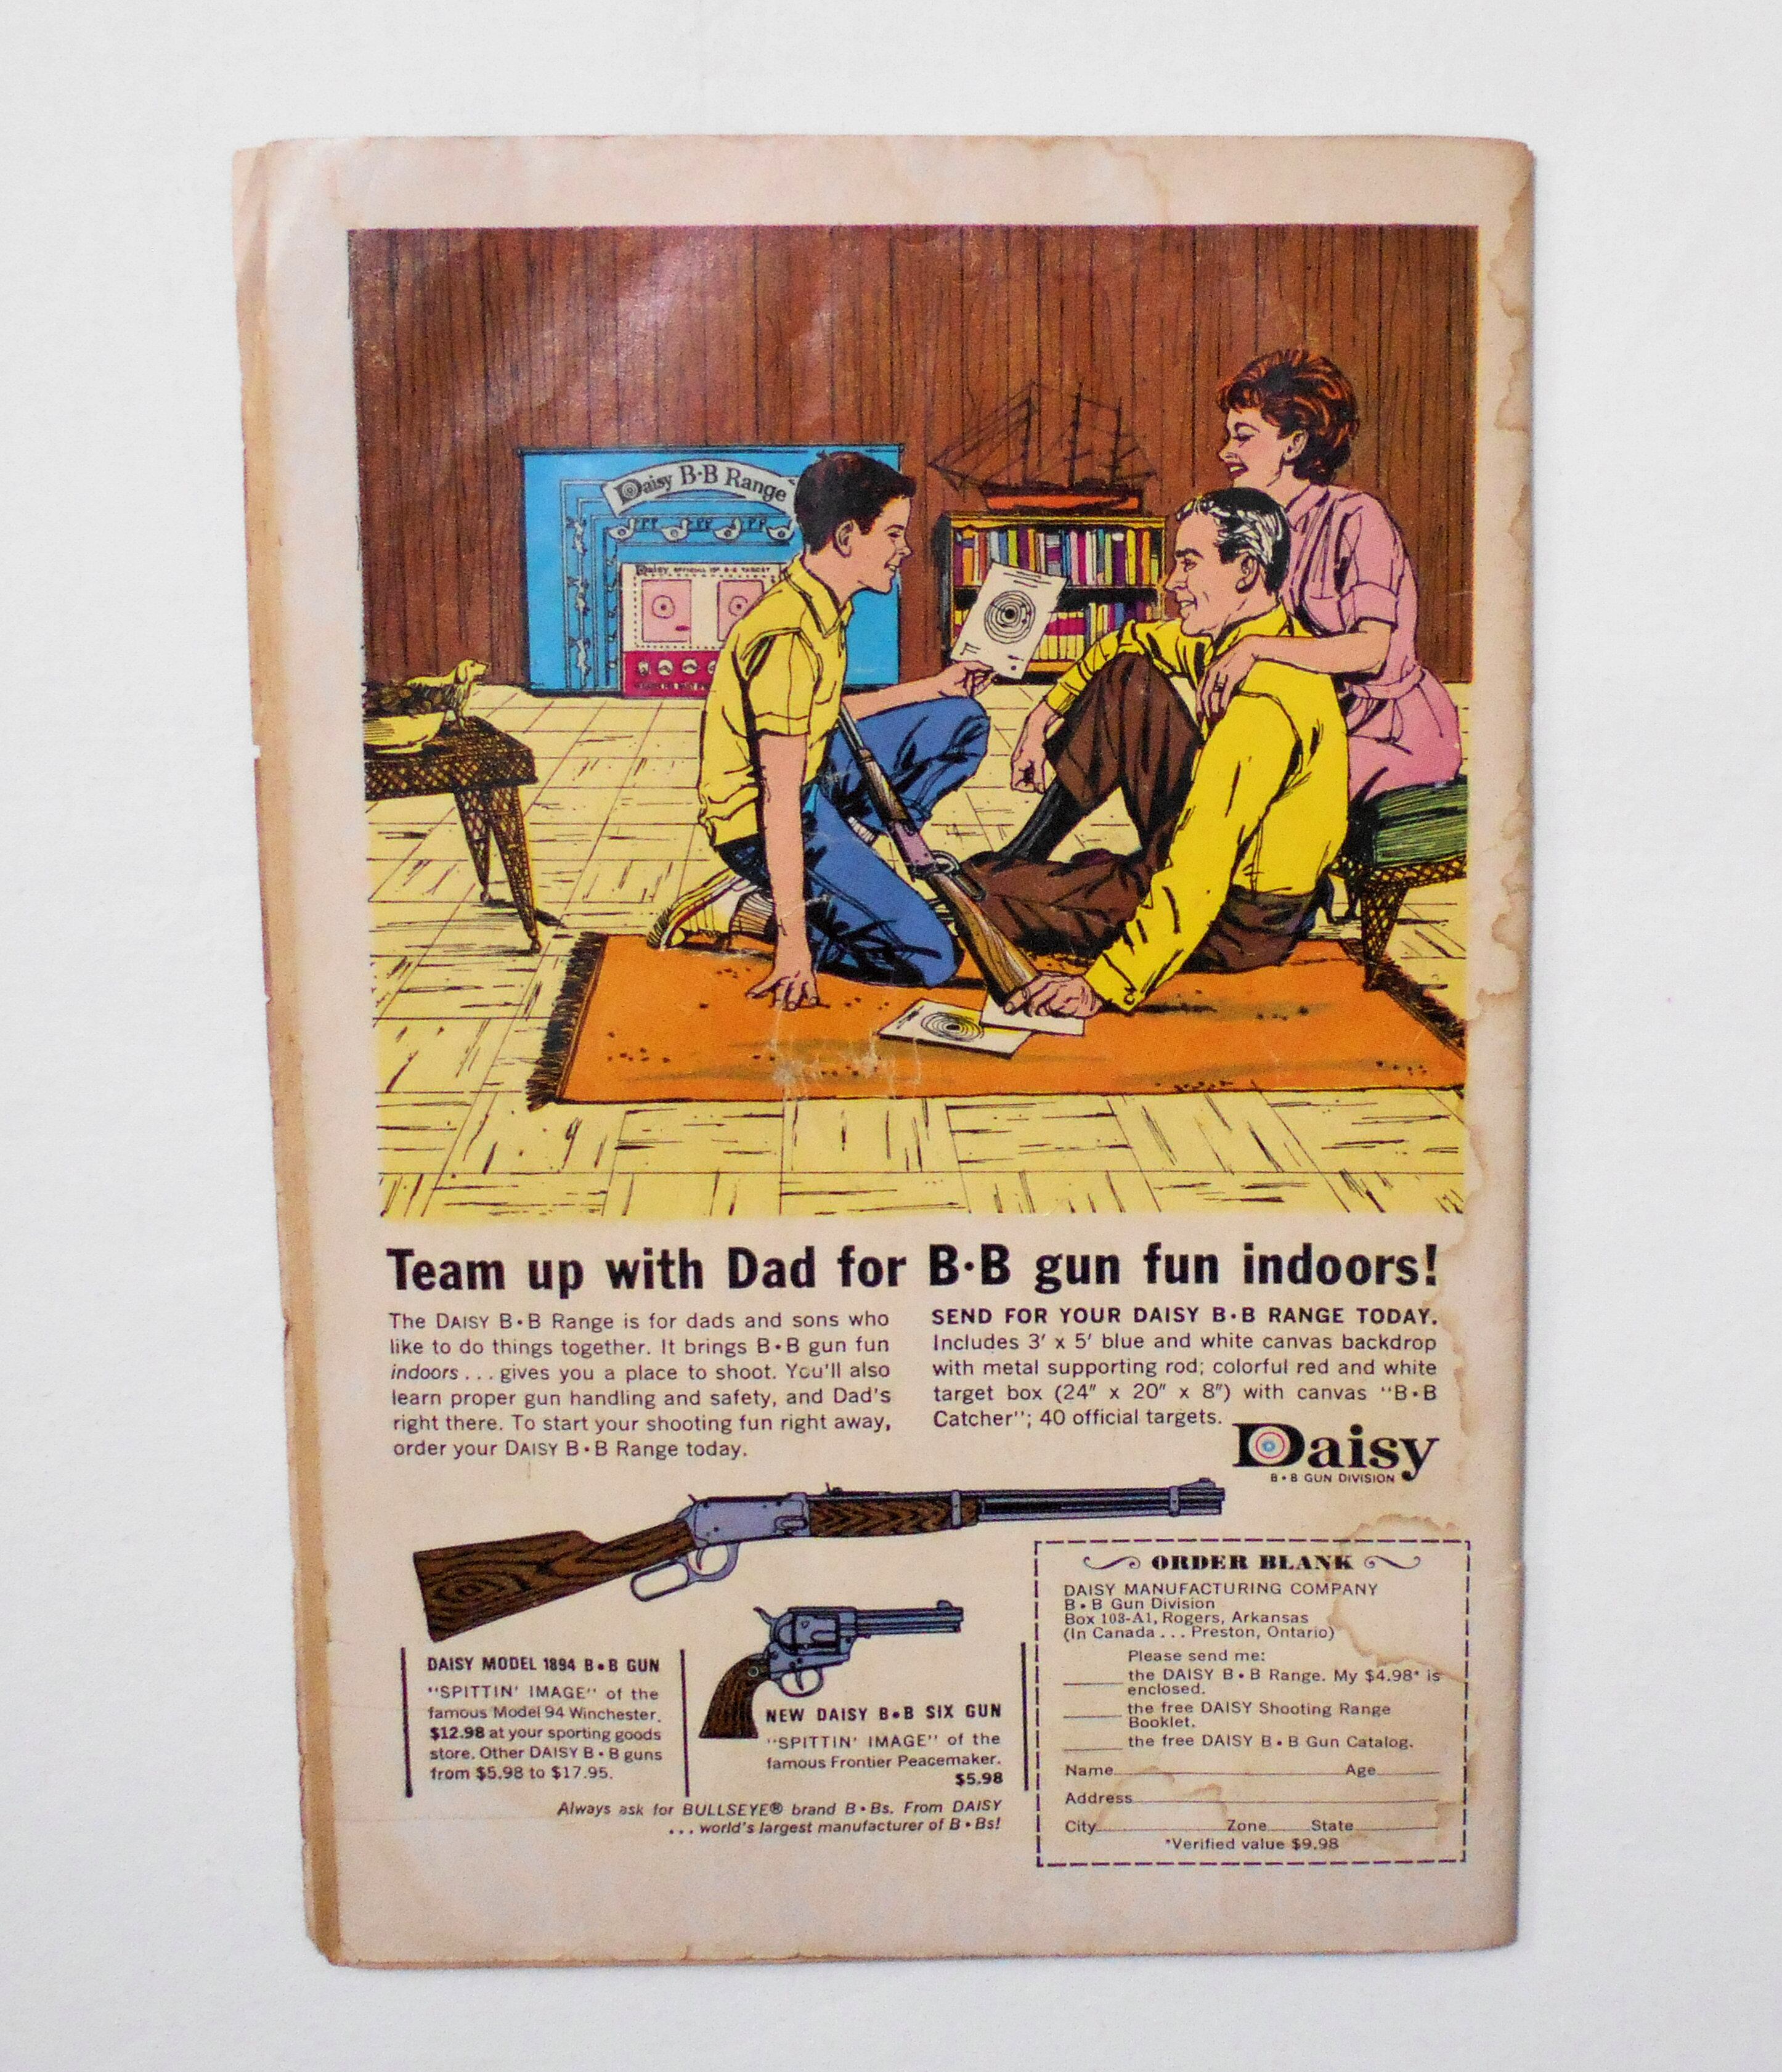 Daisy B·B Range
Daisy OFFICIAL 15' B·B TARGET
Team up with Dad for B·B gun fun indoors!
The DAISY B·B Range is for dads and sons who
like to do things together. It brings B·B gun fun
indoors... gives you a place to shoot. You'll also
learn proper gun handling and safety, and Dad's
right there. To start your shooting fun right away,
order your DAISY B·B Range today.
SEND FOR YOUR DAISY B·B RANGE TODAY.
Includes 3' x 5' blue and white canvas backdrop
with metal supporting rod; colorful red and white
target box (24" x 20" x 8") with canvas "B·B
Catcher"; 40 official targets.
Daisy
B·B GUN DIVISION
DAISY MODEL 1894 B·B GUN
"SPITTIN' IMAGE" of the
famous Model 94 Winchester.
$12.98 at your sporting goods
store. Other DAISY B·B guns
from $5.98 to $17.95.
NEW DAISY B·B SIX GUN
"SPITTIN' IMAGE" of the
famous Frontier Peacemaker.
$5.98
Always ask for BULLSEYE® brand B·Bs. From DAISY
... world's largest manufacturer of B·Bs!
ORDER BLANK
DAISY MANUFACTURING COMPANY
B·B Gun Division
Box 103-A1, Rogers, Arkansas
(In Canada... Preston, Ontario)
Please send me:
the DAISY B·B Range. My $4.98* is
enclosed.
the free DAISY Shooting Range
Booklet.
the free DAISY B·B Gun Catalog.
Name Age
Address
City Zone State
*Verified value $9.98